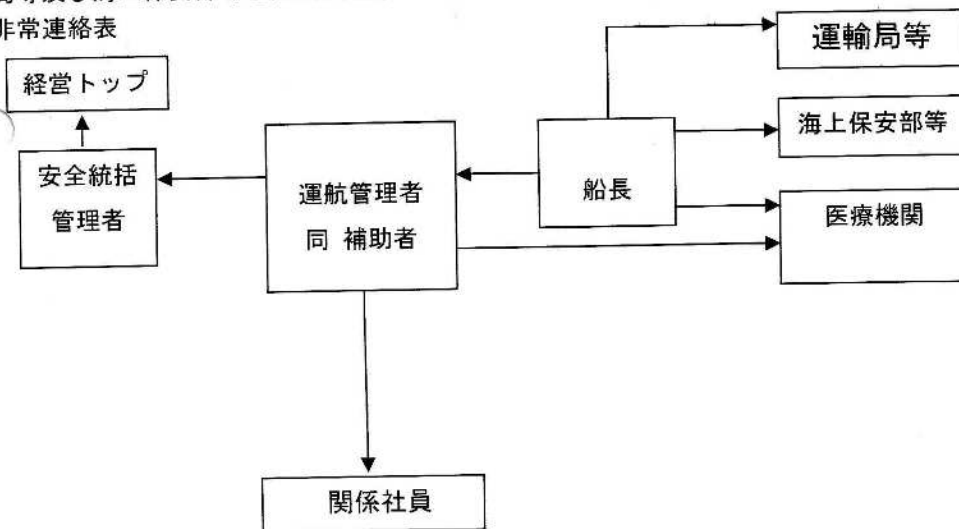 非常連絡表
運輸局等
経営トップ
海上保安部等
安全統括
管理者
運航管理者
同 補助者
船長
医療機関
関係社員